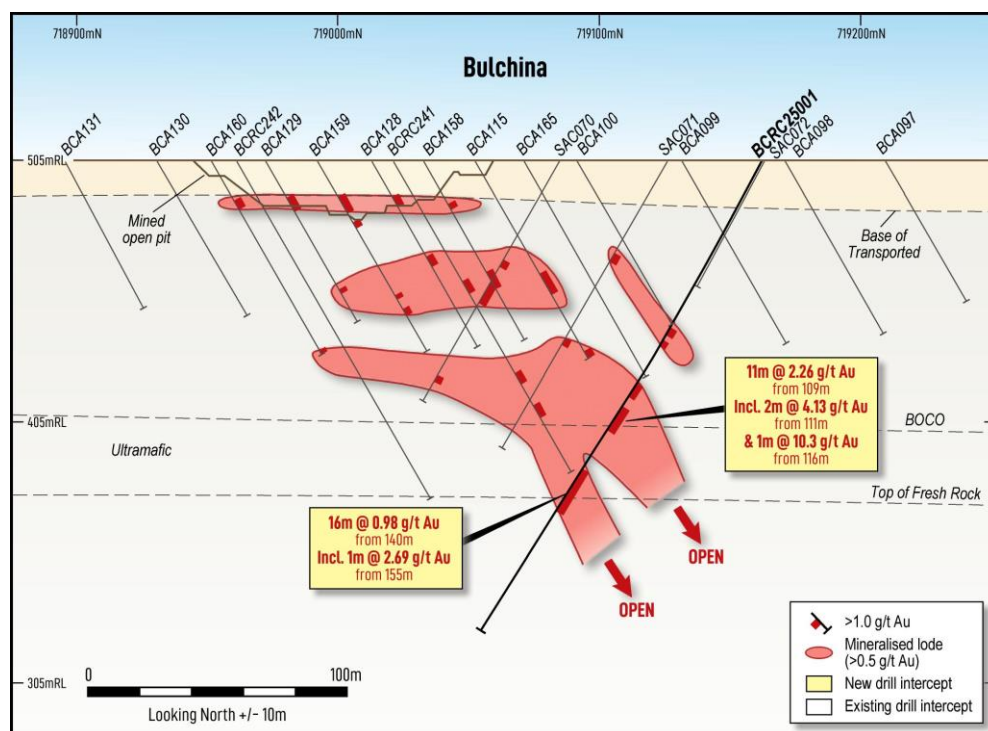 718900mN
719000mN
719100mN
719200mN
Bulchina
BCA131
BCA130
BCA160
BCRC242
BCA129
BCA159
BCA128
BCRC241
BCA158
BCA115
BCA165
SAC070
BCA100
SAC071
BCA099
BCRC25001
SAC072
BCA098
BCA097
505mRL
Mined
open pit
Base of
Transported
11m @ 2.26 g/t Au
from 109m
Incl. 2m @ 4.13 g/t Au
from 111m
& 1m @ 10.3 g/t Au
from 116m
405mRL
BOCO
Ultramafic
Top of Fresh Rock
16m @ 0.98 g/t Au
from 140m
Incl. 1m @ 2.69 g/t Au
from 155m
OPEN
OPEN
>1.0 g/t Au
Mineralised lode
(>0.5 g/t Au)
New drill intercept
Existing drill intercept
305mRL
0
100m
Looking North +/- 10m